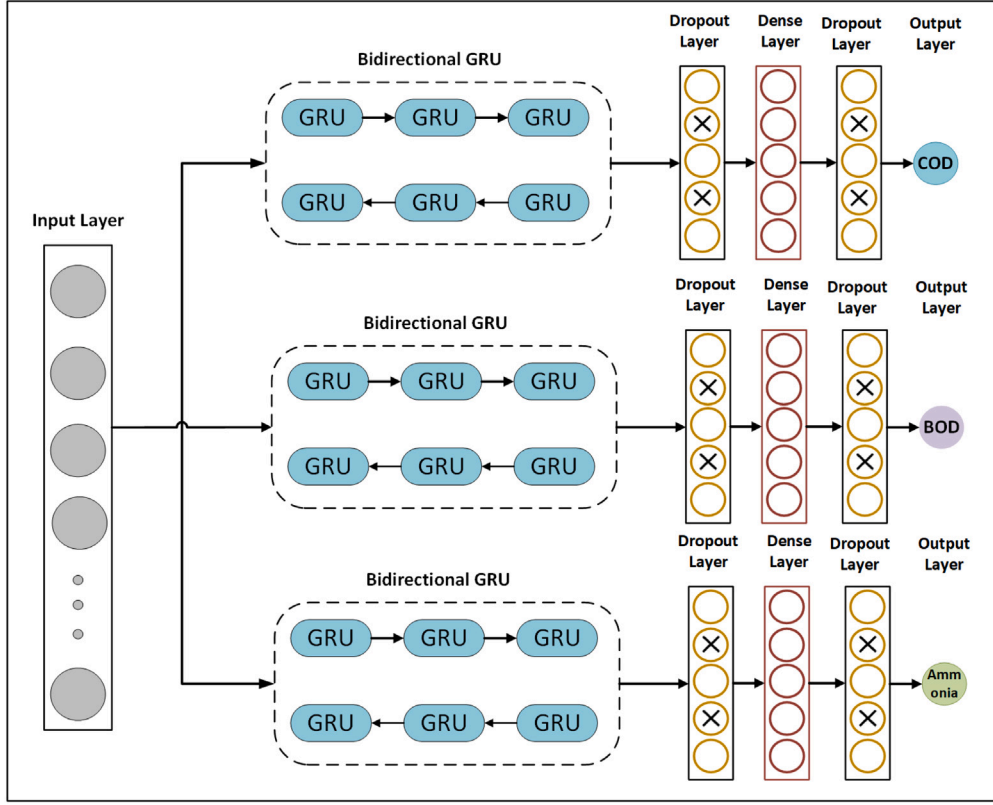 Dropout Dense Dropout Output
Layer Layer Layer Layer
Bidirectional GRU
GRU GRU GRU
GRU GRU GRU
COD
Input Layer
Dropout Dense Dropout Output
Layer Layer Layer Layer
Bidirectional GRU
GRU GRU GRU
GRU GRU GRU
BOD
Dropout Dense Dropout Output
Layer Layer Layer Layer
Bidirectional GRU
GRU GRU GRU
GRU GRU GRU
Amm
onia